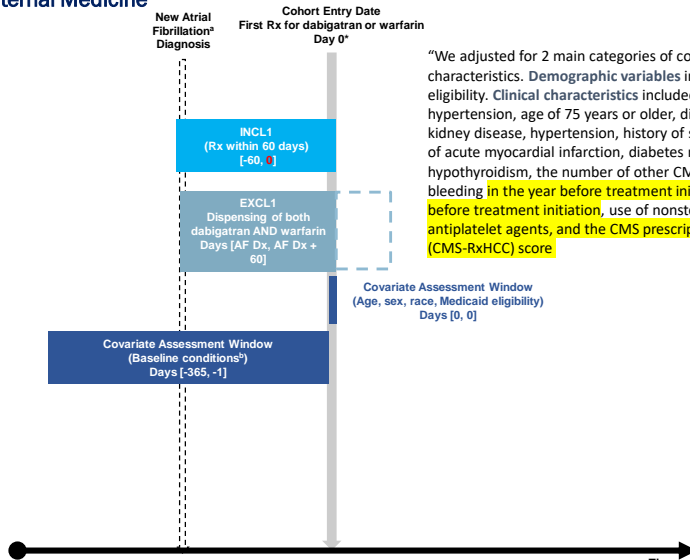 ternal Medicine
New Atrial
Fibrillationᵃ
Diagnosis
Cohort Entry Date
First Rx for dabigatran or warfarin
Day 0*
"We adjusted for 2 main categories of co
characteristics. Demographic variables in
eligibility. Clinical characteristics included
hypertension, age of 75 years or older, di
kidney disease, hypertension, history of s
of acute myocardial infarction, diabetes m
hypothyroidism, the number of other CM
bleeding in the year before treatment ini
before treatment initiation, use of nonste
antiplatelet agents, and the CMS prescrip
(CMS-RxHCC) score
INCL1
(Rx within 60 days)
[-60, 0]
EXCL1
Dispensing of both
dabigatran AND warfarin
Days [AF Dx, AF Dx +
60]
Covariate Assessment Window
(Age, sex, race, Medicaid eligibility)
Days [0, 0]
Covariate Assessment Window
(Baseline conditionsᵇ)
Days [-365, -1]